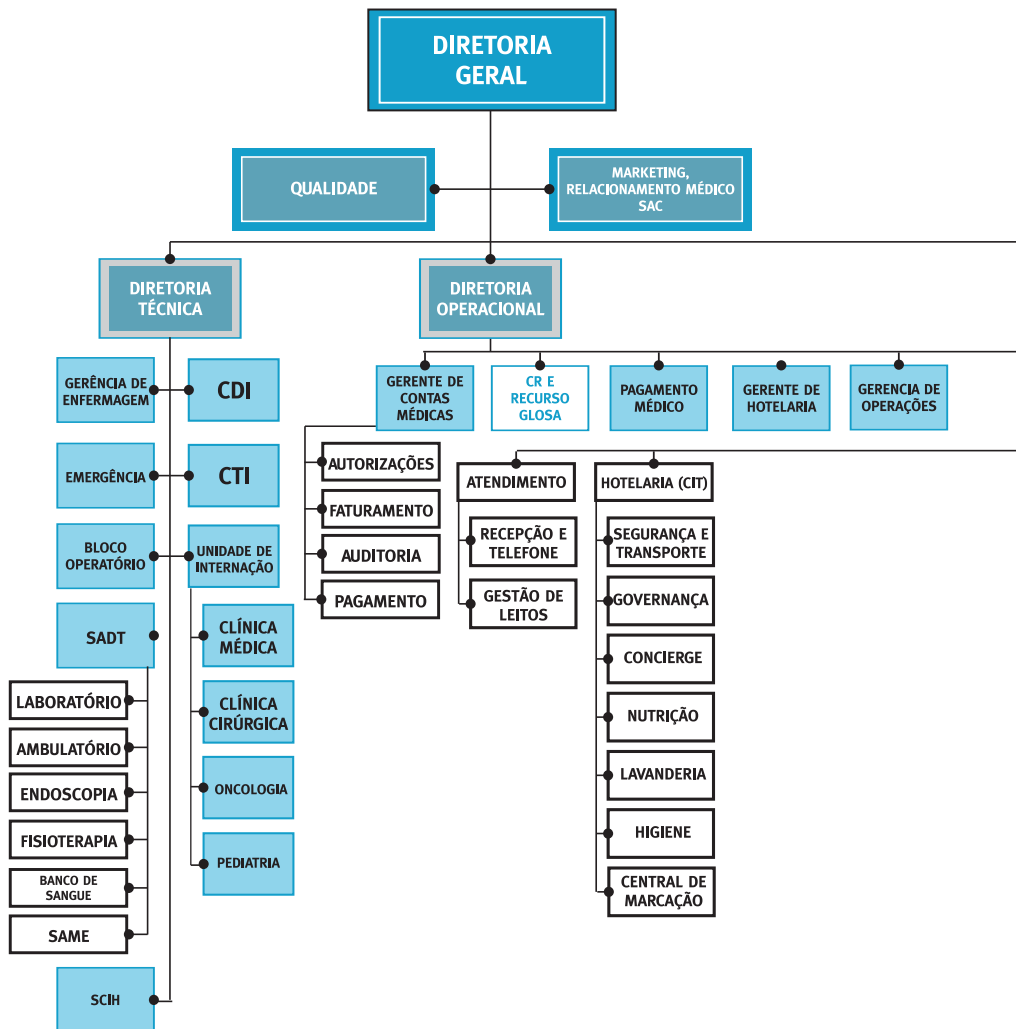 DIRETORIA
GERAL
QUALIDADE
MARKETING,
RELACIONAMENTO MÉDICO
SAC
DIRETORIA
TÉCNICA
DIRETORIA
OPERACIONAL
GERÊNCIA DE
ENFERMAGEM
CDI
EMERGÊNCIA
CTI
BLOCO
OPERATÓRIO
UNIDADE DE
INTERNAÇÃO
SADT
CLÍNICA
MÉDICA
CLÍNICA
CIRÚRGICA
ONCOLOGIA
PEDIATRIA
LABORATÓRIO
AMBULATÓRIO
ENDOSCOPIA
FISIOTERAPIA
BANCO DE
SANGUE
SAME
SCIH
GERENTE DE
CONTAS
MÉDICAS
CR E
RECURSO
GLOSA
PAGAMENTO
MÉDICO
GERENTE DE
HOTELARIA
GERENCIA DE
OPERAÇÕES
AUTORIZAÇÕES
FATURAMENTO
AUDITORIA
PAGAMENTO
ATENDIMENTO
RECEPÇÃO E
TELEFONE
GESTÃO DE
LEITOS
HOTELARIA (CIT)
SEGURANÇA E
TRANSPORTE
GOVERNANÇA
CONCIERGE
NUTRIÇÃO
LAVANDERIA
HIGIENE
CENTRAL DE
MARCAÇÃO